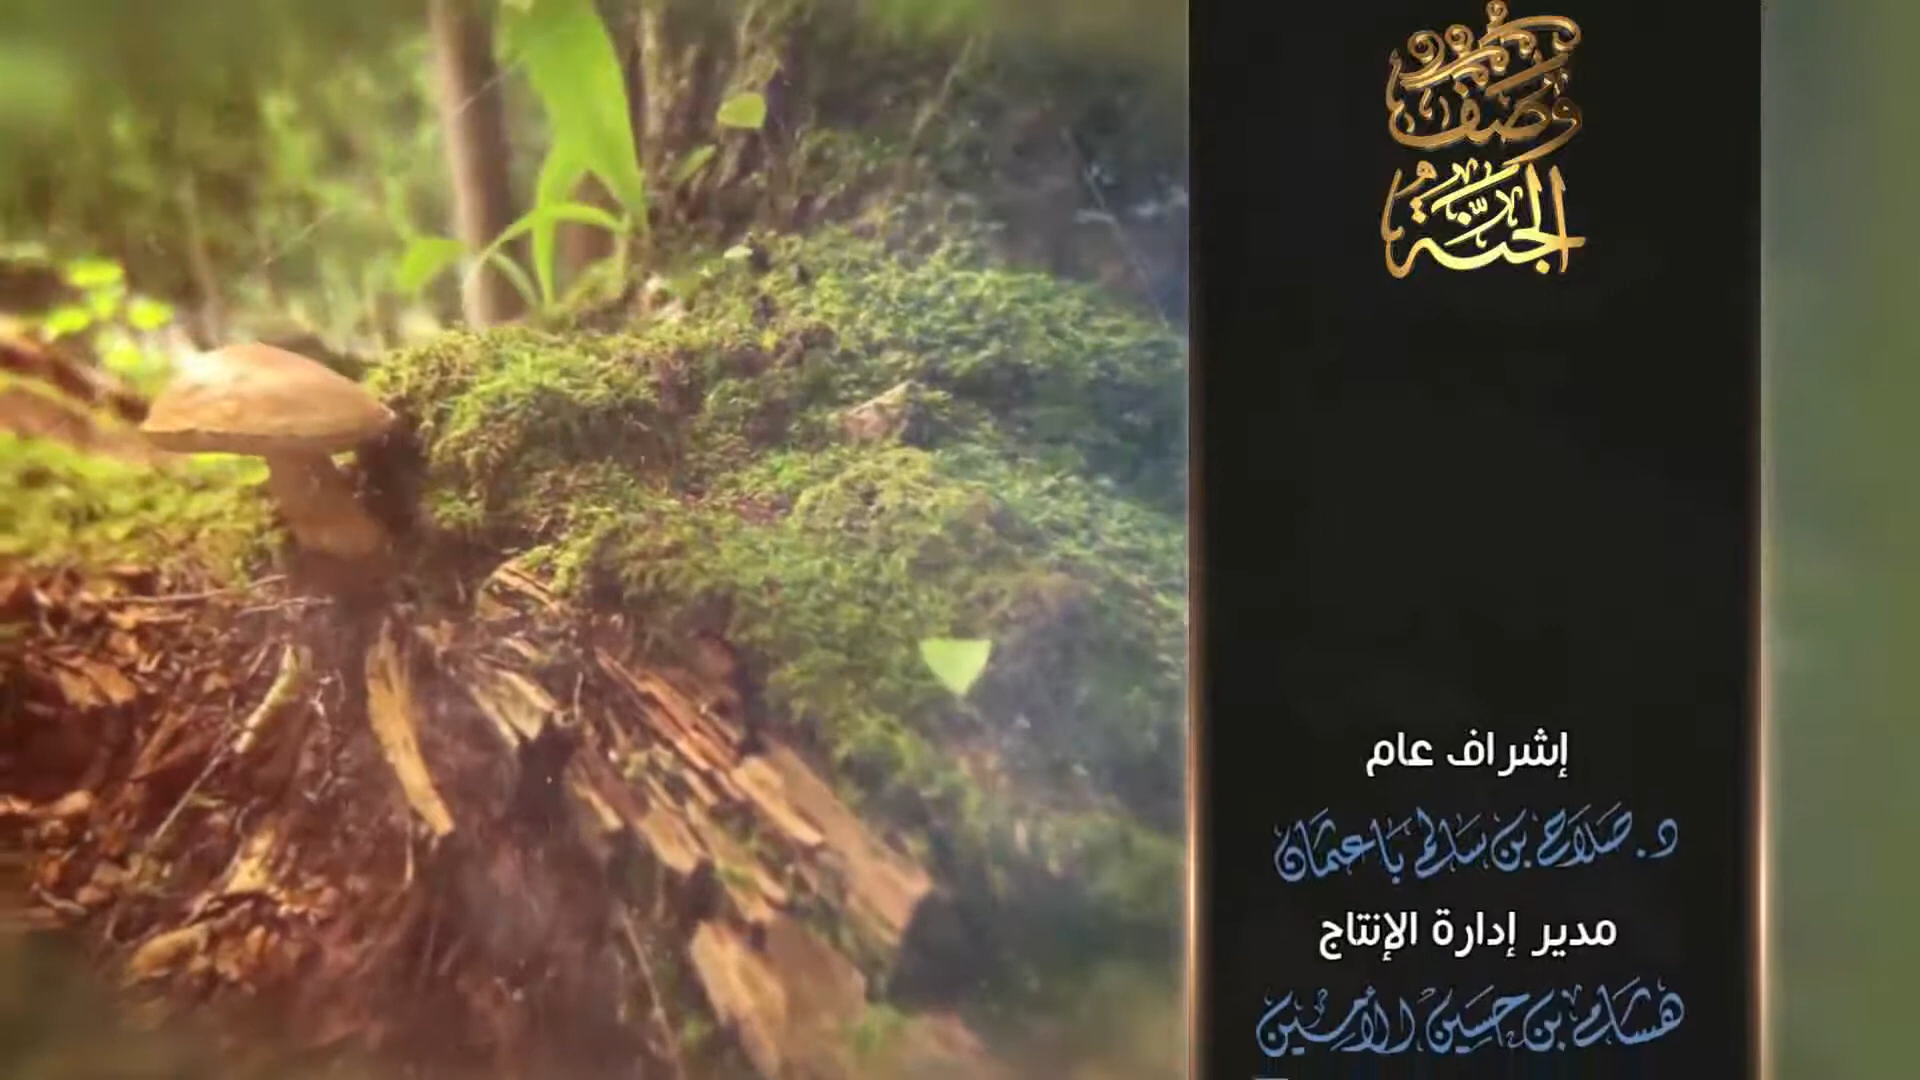 وصف
الجنة
إشراف عام
د. صلاح بن سالم باعثمان
مدير إدارة الإنتاج
هشام بن حسين الأمين